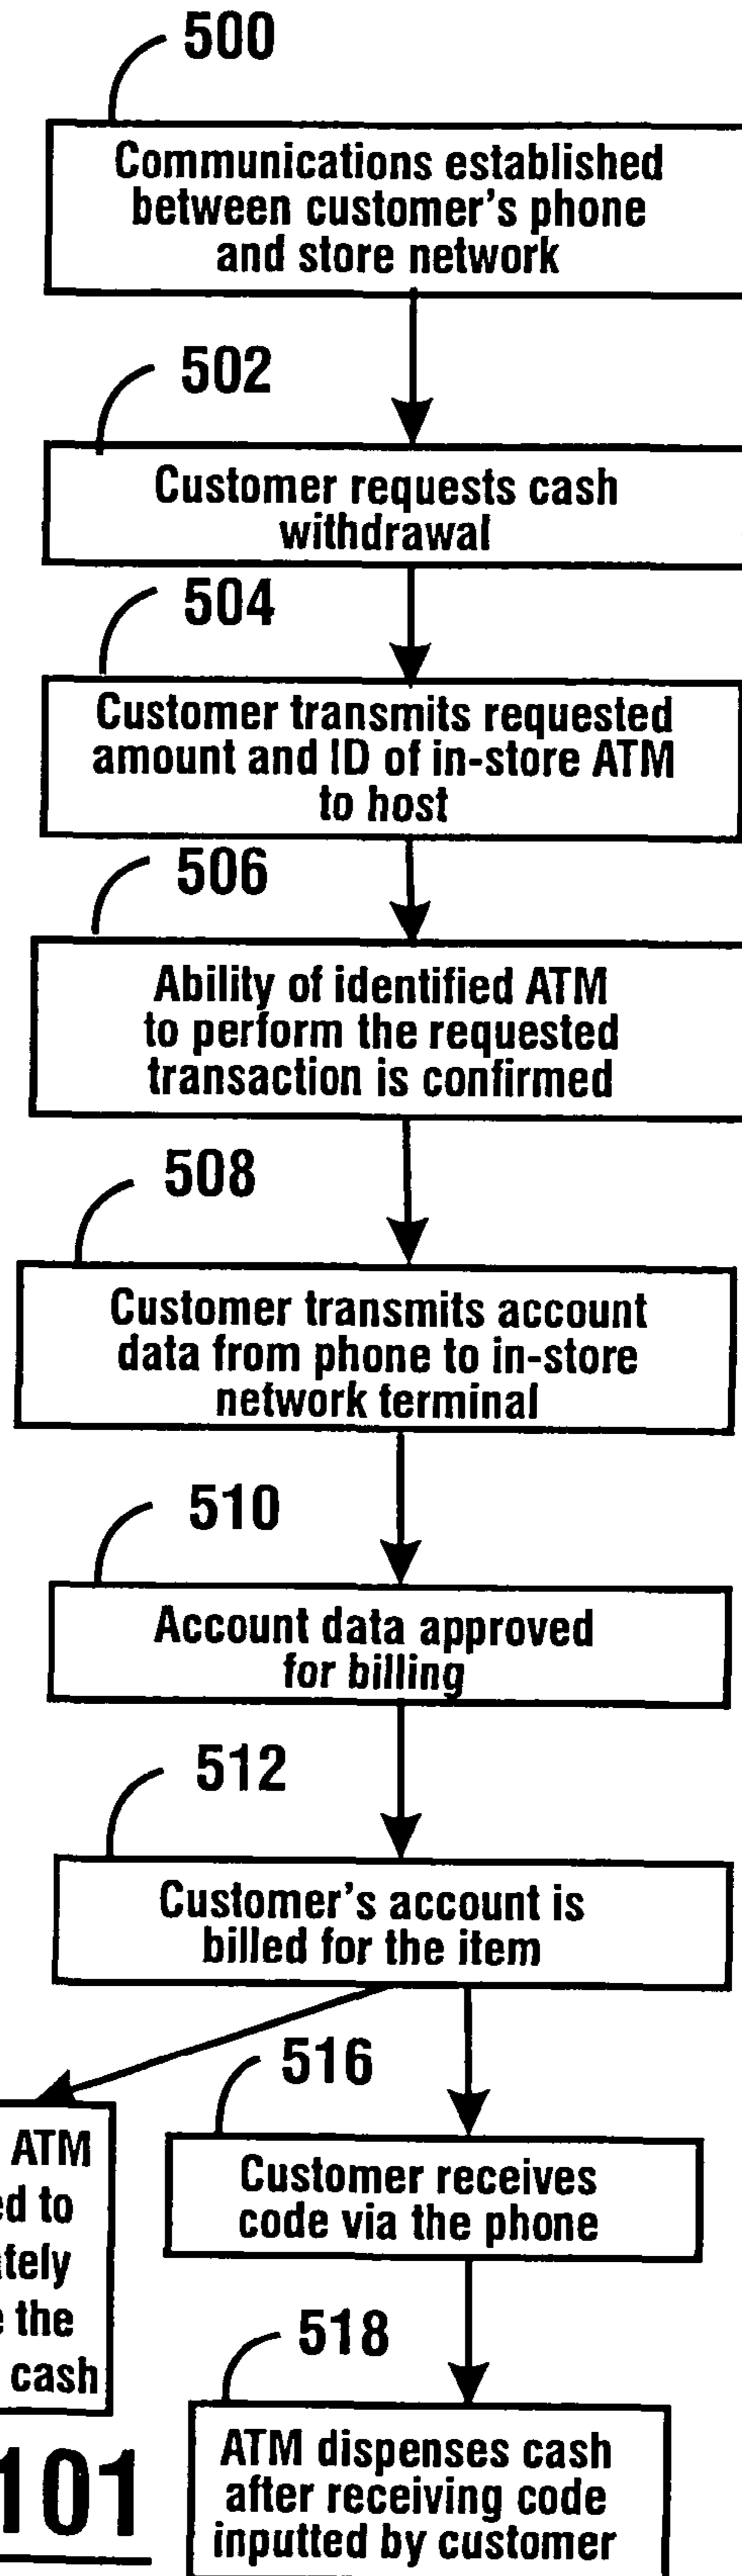 500
Communications established
between customer's phone
and store network
502
Customer requests cash
withdrawal
504
Customer transmits requested
amount and ID of in-store ATM
to host
506
Ability of identified ATM
to perform the requested
transaction is confirmed
508
Customer transmits account
data from phone to in-store
network terminal
510
Account data approved
for billing
512
Customer's account is
billed for the item
516
Customer receives
code via the phone
ATM
to
the
cash
518
ATM dispenses cash
after receiving code
inputted by customer
101